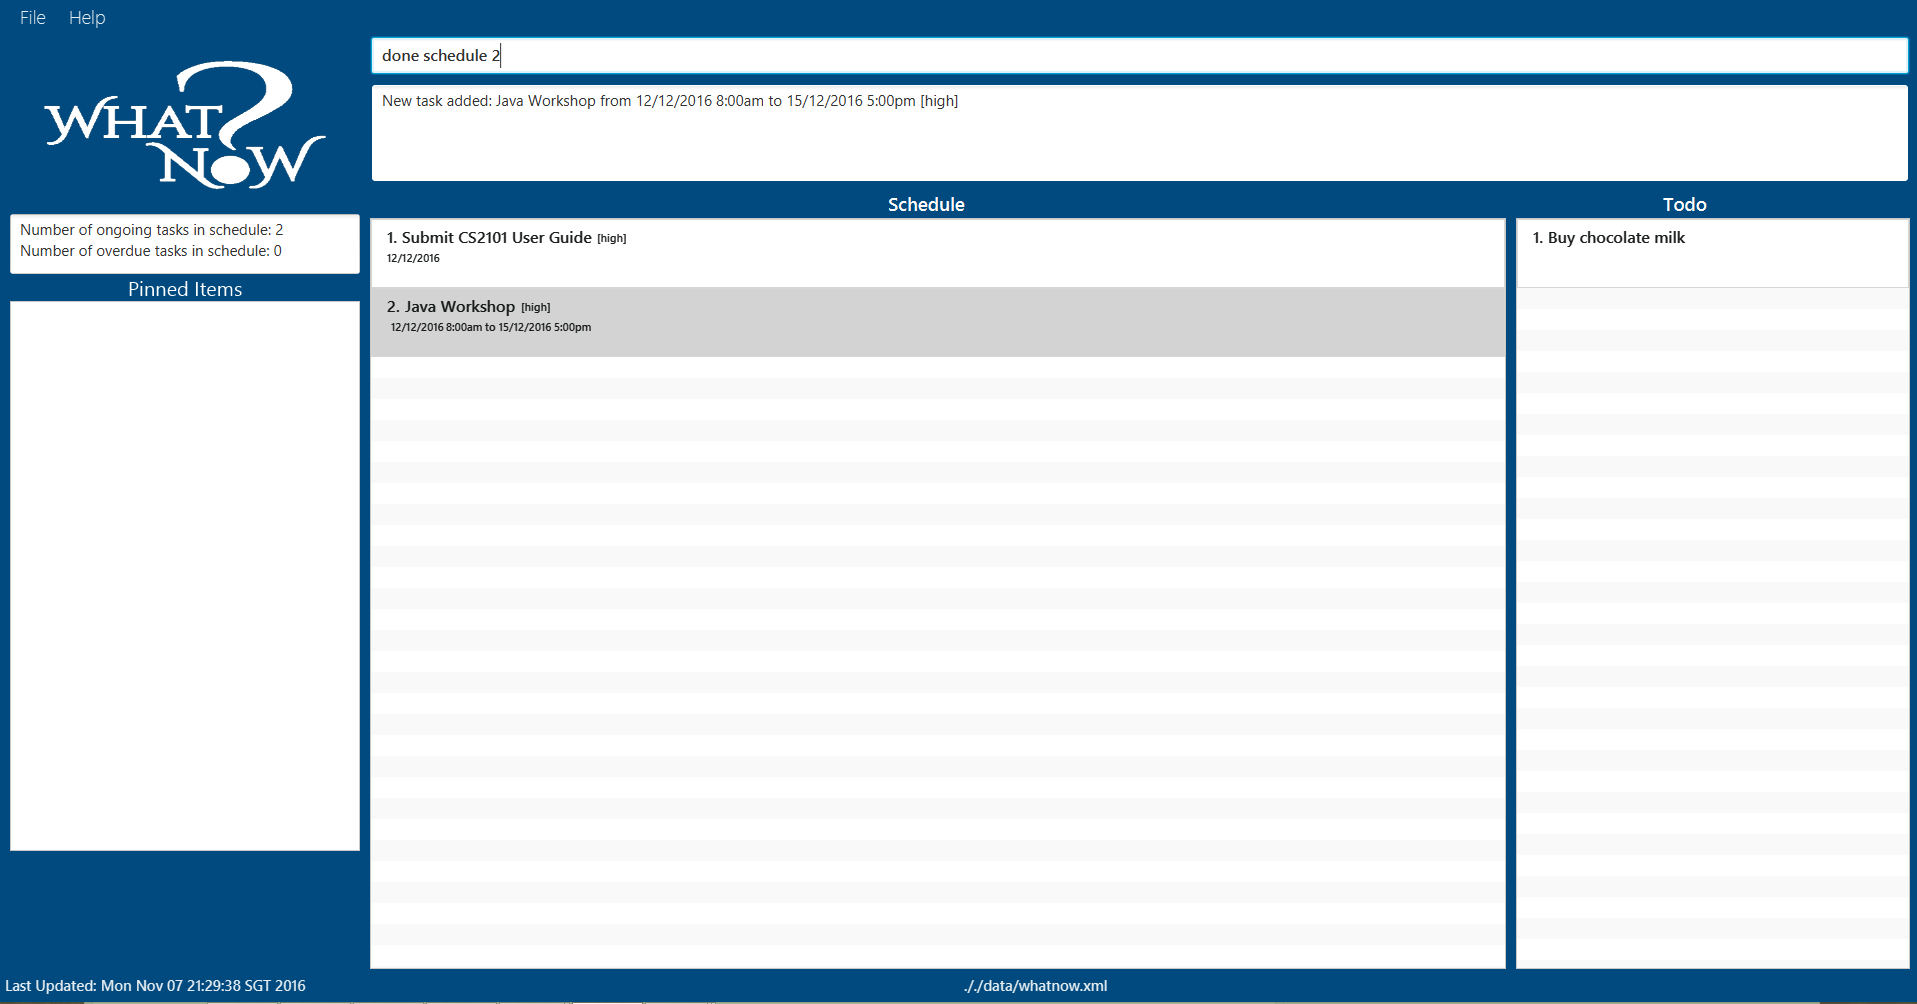 File Help
WHAT?
NOW
done schedule 2
New task added: Java Workshop from 12/12/2016 8:00am to 15/12/2016 5:00pm [high]
Number of ongoing tasks in schedule: 2
Number of overdue tasks in schedule: 0
Pinned Items
Schedule
1. Submit CS2101 User Guide [high]
12/12/2016
2. Java Workshop [high]
12/12/2016 8:00am to 15/12/2016 5:00pm
Todo
1. Buy chocolate milk
Last Updated: Mon Nov 07 21:29:38 SGT 2016
././data/whatnow.xml